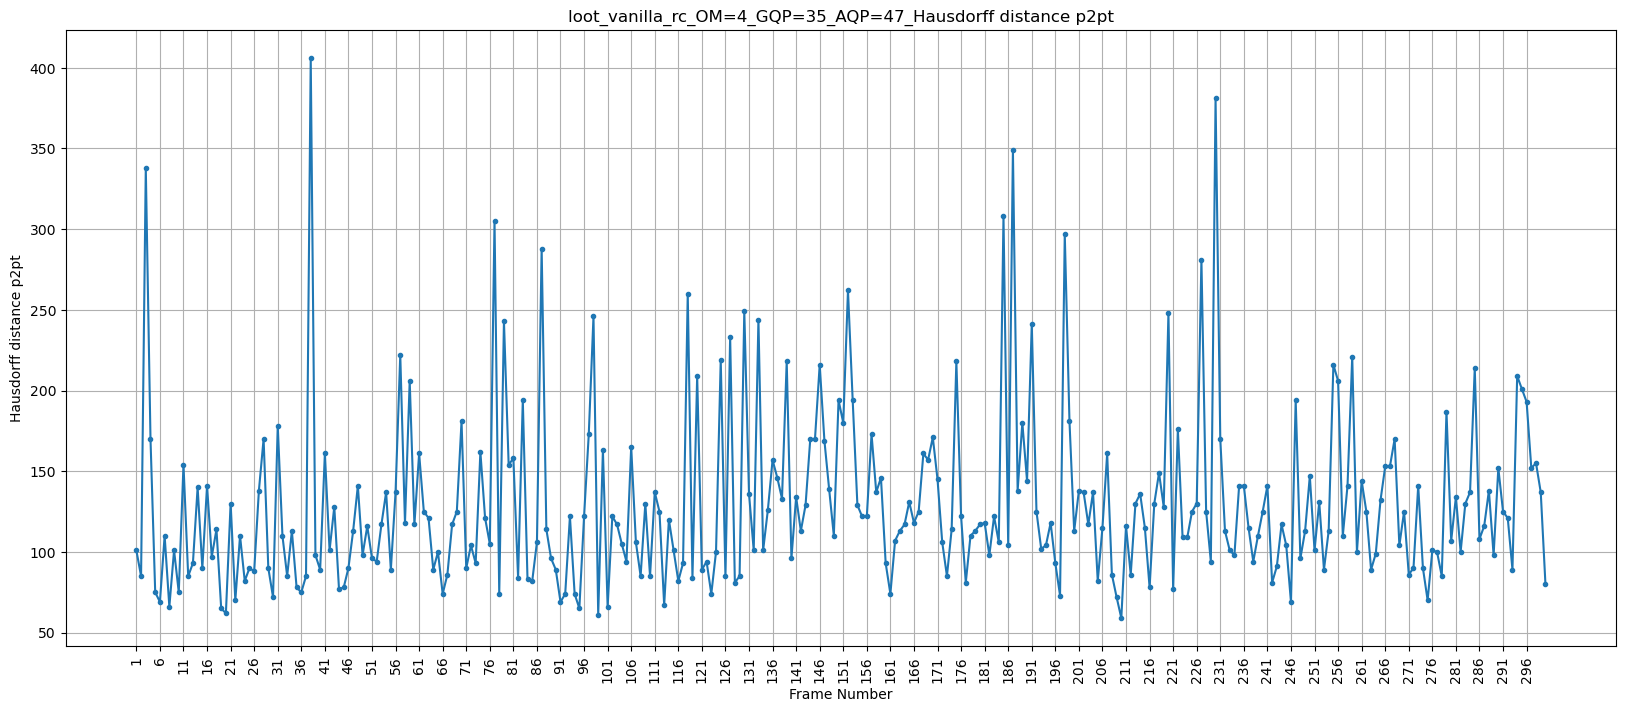 loot_vanilla_rc_OM=4_GQP=35_AQP=47_Hausdorff distance p2pt
400
350
300
250
200
150
100
50
Hausdorff distance p2pt
1 6 11 16 21 26 31 36 41 46 51 56 61 66 71 76 81 86 91 96 101 106 111 116 121 126 131 136 141 146 151 156 161 166 171 176 181 186 191 196 201 206 211 216 221 226 231 236 241 246 251 256 261 266 271 276 281 286 291 296
Frame Number